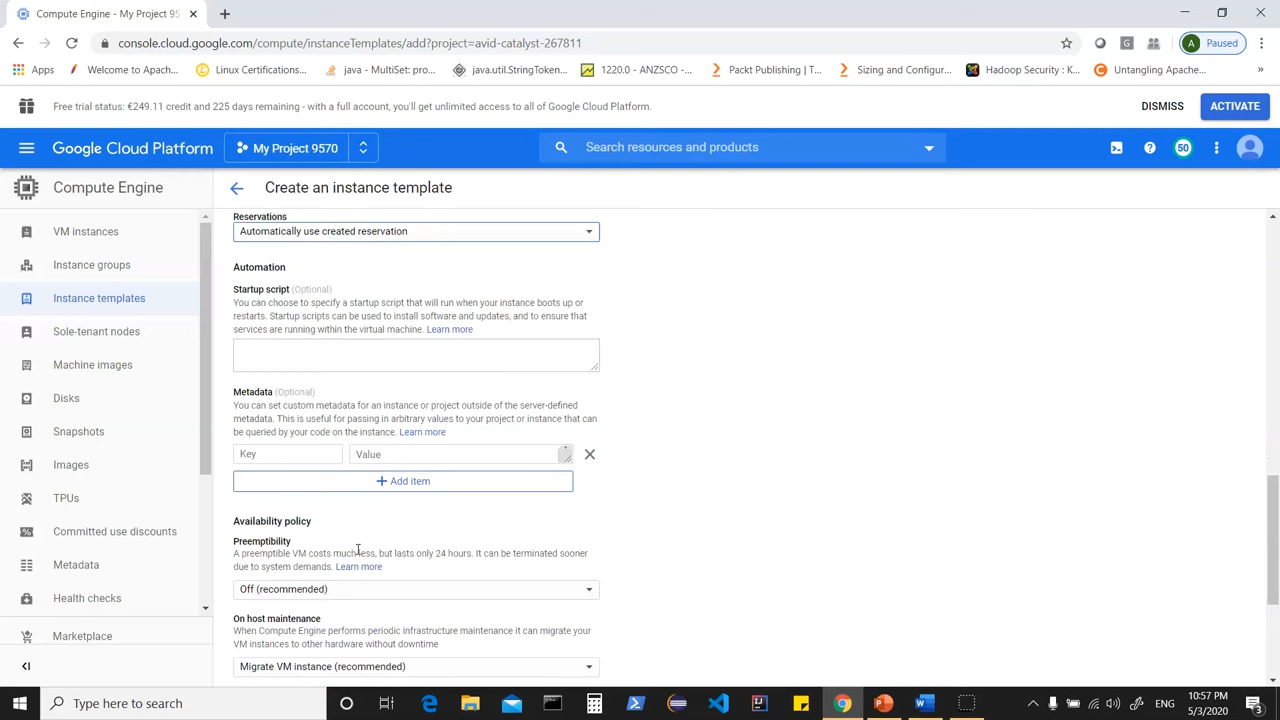 Compute Engine - My Project 95
console.cloud.google.com/compute/instanceTemplates/add?project=avid-catalyst-267811
A Paused
Apps
Welcome to Apach...
Linux Certifications...
java - MultiSet: pro...
java.util.StringToken...
1220.0 - ANZSCO -...
Packt Publishing | T...
Sizing and Configur...
Hadoop Security : K...
Untangling Apache...
Free trial status: €249.11 credit and 225 days remaining - with a full account, you'll get unlimited access to all of Google Cloud Platform.
DISMISS
ACTIVATE
Google Cloud Platform
My Project 9570
Search resources and products
50
Compute Engine
Create an instance template
VM instances
Instance groups
Instance templates
Sole-tenant nodes
Machine images
Disks
Snapshots
Images
TPUs
Committed use discounts
Metadata
Health checks
Marketplace
Reservations
Automatically use created reservation
Automation
Startup script (Optional)
You can choose to specify a startup script that will run when your instance boots up or
restarts. Startup scripts can be used to install software and updates, and to ensure that
services are running within the virtual machine. Learn more
Metadata (Optional)
You can set custom metadata for an instance or project outside of the server-defined
metadata. This is useful for passing in arbitrary values to your project or instance that can
be queried by your code on the instance. Learn more
Key
Value
+ Add item
Availability policy
Preemptibility
A preemptible VM costs much less, but lasts only 24 hours. It can be terminated sooner
due to system demands. Learn more
Off (recommended)
On host maintenance
When Compute Engine performs periodic infrastructure maintenance it can migrate your
VM instances to other hardware without downtime
Migrate VM instance (recommended)
Type here to search
ENG
10:57 PM
5/3/2020
3